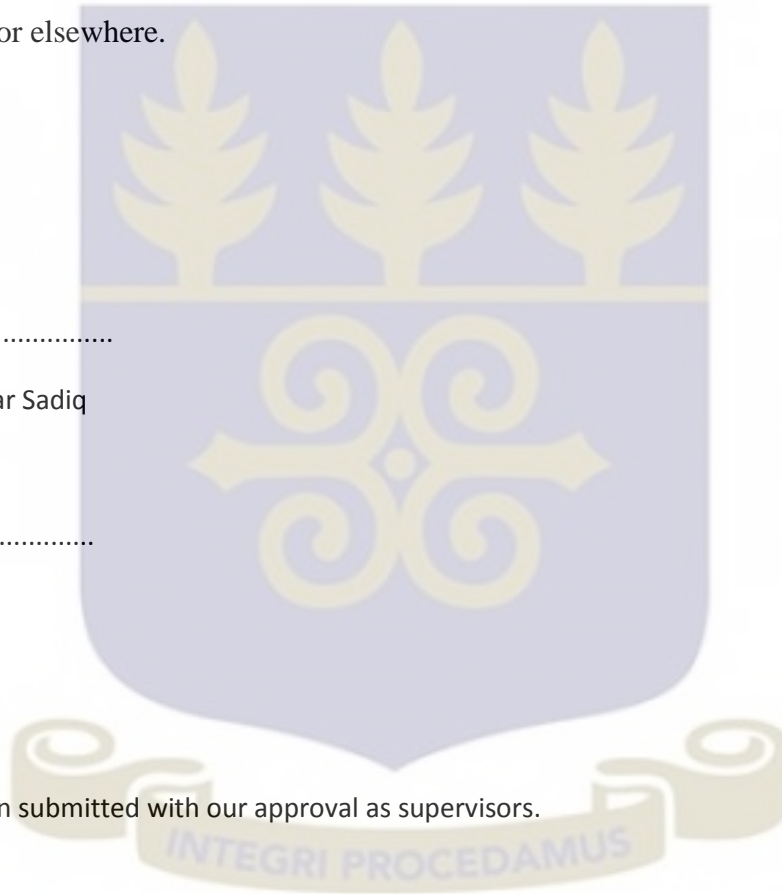 or elsewhere.
...............
ar Sadiq
.............
n submitted with our approval as supervisors.
INTEGRI PROCEDAMUS